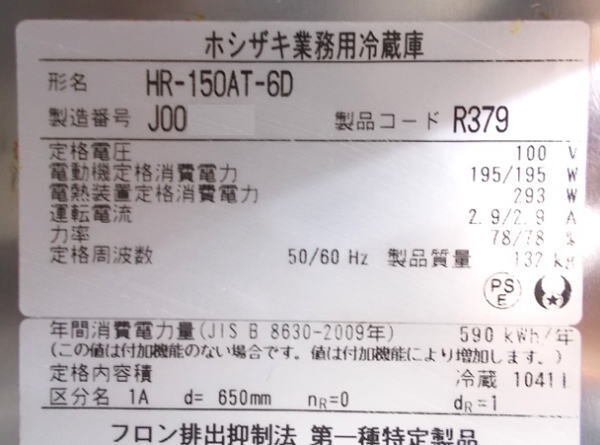 ホシザキ業務用冷蔵庫
形名 HR-150AT-6D
製造番号 J00 製品コード R379
定格電圧 100 V
電動機定格消費電力 195/195 W
電熱装置定格消費電力 293 W
運転電流 2.9/2.9 A
力率 78/78 %
定格周波数 50/60 Hz 製品質量 132 kg
PS E
年間消費電力量(JIS B 8630-2009年) 590 kWh/年
(この値は付加機能のない場合です。値は付加機能により増加します。)
定格内容積 冷蔵 1041 l
区分名 1A d= 650mm nR=0 dR=1
フロン排出抑制法 第一種特定製品